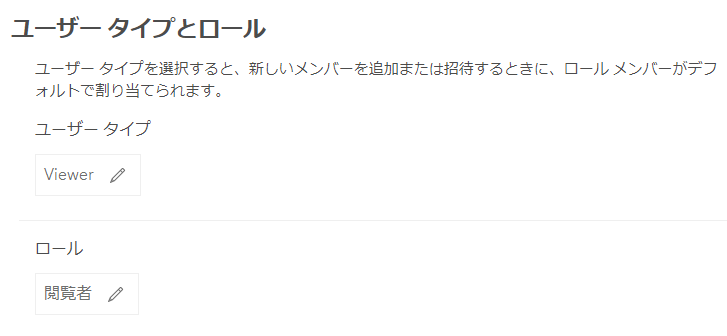 ユーザー タイプとロール
ユーザー タイプを選択すると、新しいメンバーを追加または招待するときに、ロール メンバーがデフ
ォルトで割り当てられます。
ユーザー タイプ
Viewer
ロール
閲覧者